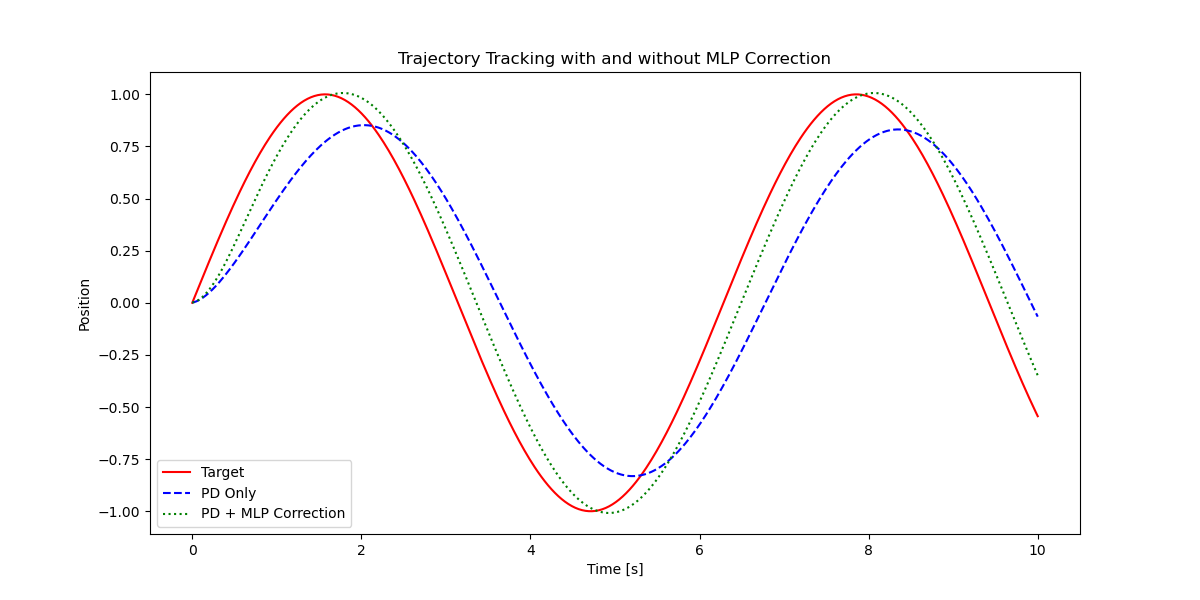 Trajectory Tracking with and without MLP Correction
1.00
0.75
0.50
0.25
0.00
−0.25
−0.50
−0.75
−1.00
Position
Target
PD Only
PD + MLP Correction
0 2 4 6 8 10
Time [s]